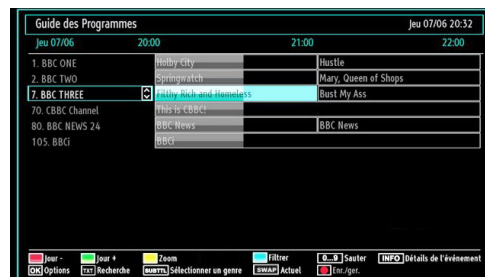 Guide des Programmes Jeu 07/06 20:32
Jeu 07/06 20:00 21:00 22:00
1. BBC ONE Holby City Hustle
2. BBC TWO Springwatch Mary, Queen of Shops
7. BBC THREE Filthy Rich and Homeless Bust My Ass
70. CBBC Channel This is CBBC!
80. BBC NEWS 24 BBC News BBC News
105. BBCi BBCi
Jour - Jour + Zoom Filtrer 0...9 Sauter INFO Détails de l'événement
OK Options TXT Recherche SUBTTL Sélectionner un genre SWAP Actuel Enr./ger.